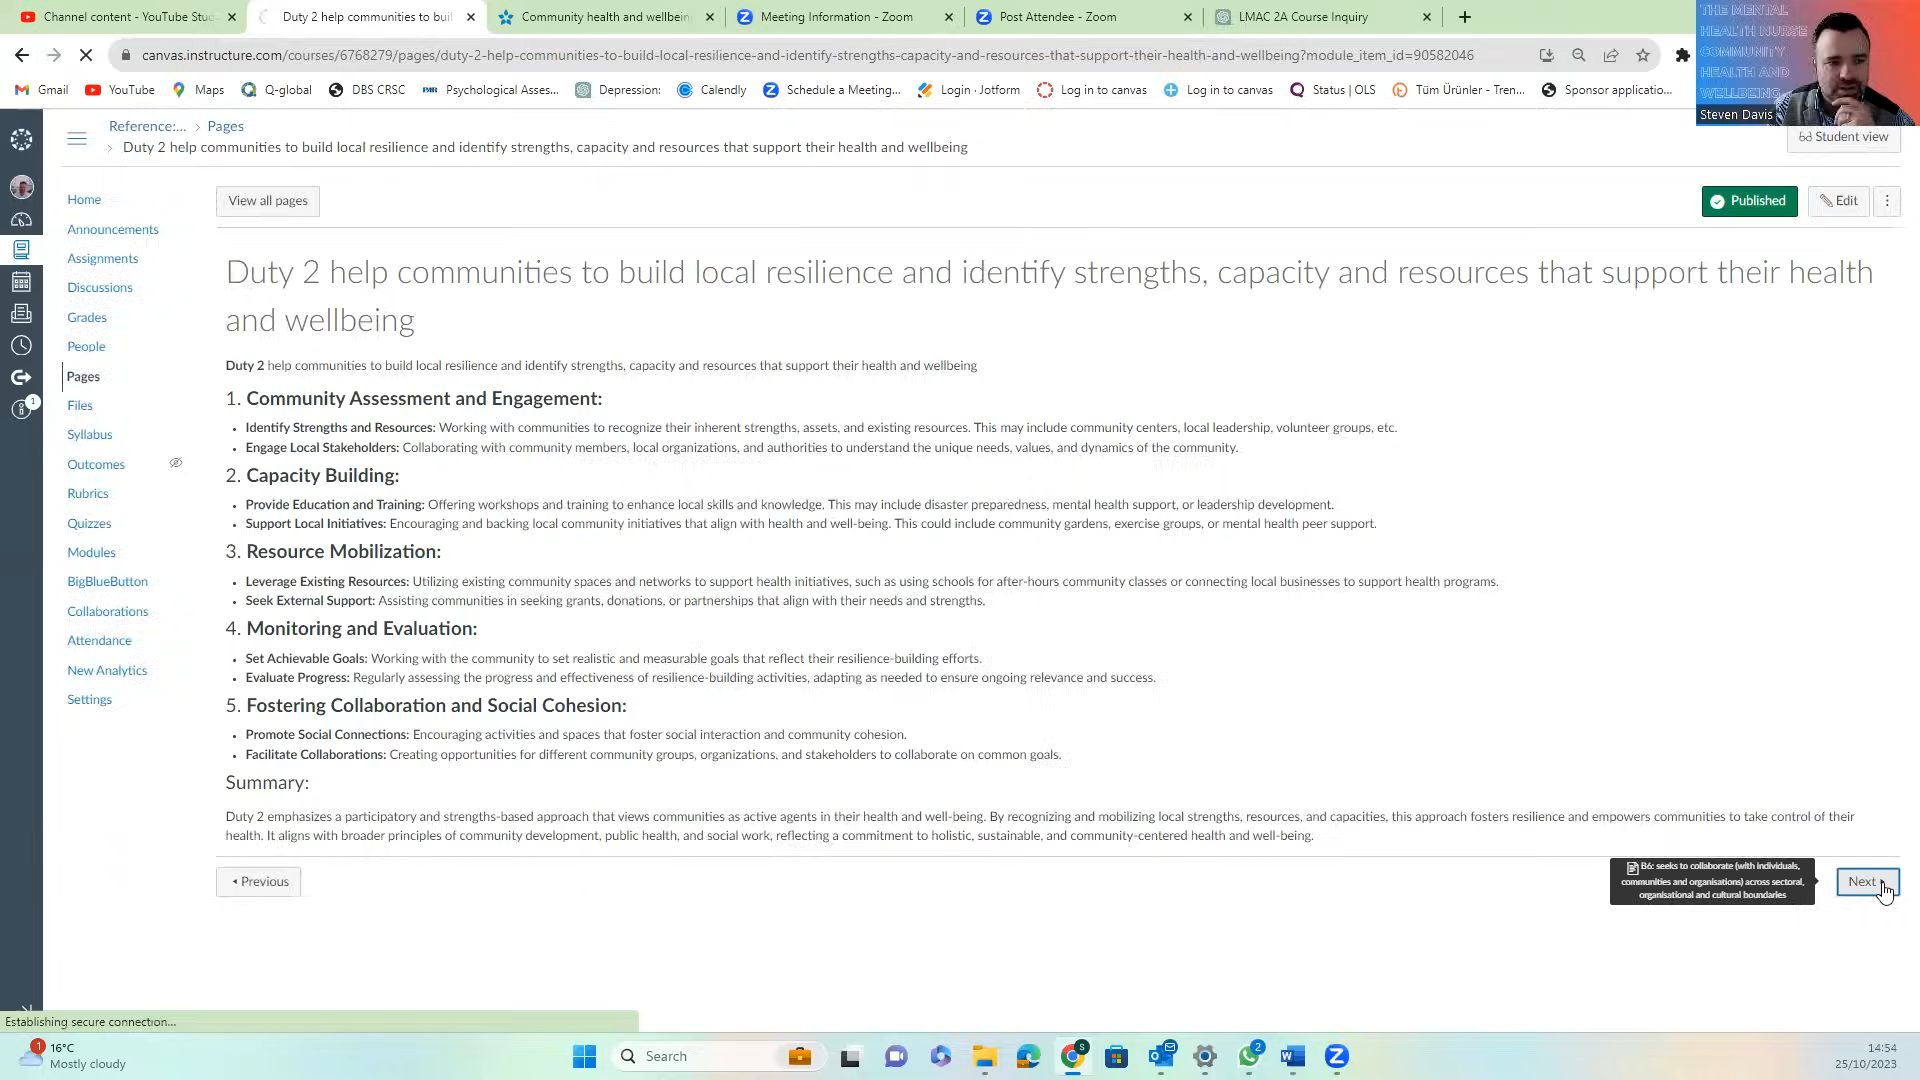 Channel content - YouTube Stu
Duty 2 help communities to buil
Community health and wellbein
Meeting Information - Zoom
Post Attendee - Zoom
LMAC 2A Course Inquiry
canvas.instructure.com/courses/6768279/pages/duty-2-help-communities-to-build-local-resilience-and-identify-strengths-capacity-and-resources-that-support-their-health-and-wellbeing?module_item_id=90582046
Gmail
YouTube
Maps
Q-global
DBS CRSC
Psychological Asses...
Depression:
Calendly
Schedule a Meeting...
Login · Jotform
Log in to canvas
Log in to canvas
Status | OLS
Tüm Ürünler - Tren...
Sponsor applicatio...
THE MENTAL
HEALTH NURSE
COMMUNITY
HEALTH AND
WELLBEING
Steven Davis
Reference:... > Pages
> Duty 2 help communities to build local resilience and identify strengths, capacity and resources that support their health and wellbeing
Student view
Home
Announcements
Assignments
Discussions
Grades
People
Pages
Files
Syllabus
Outcomes
Rubrics
Quizzes
Modules
BigBlueButton
Collaborations
Attendance
New Analytics
Settings
1
View all pages
Published
Edit
Duty 2 help communities to build local resilience and identify strengths, capacity and resources that support their health
and wellbeing
Duty 2 help communities to build local resilience and identify strengths, capacity and resources that support their health and wellbeing
1. Community Assessment and Engagement:
• Identify Strengths and Resources: Working with communities to recognize their inherent strengths, assets, and existing resources. This may include community centers, local leadership, volunteer groups, etc.
• Engage Local Stakeholders: Collaborating with community members, local organizations, and authorities to understand the unique needs, values, and dynamics of the community.
2. Capacity Building:
• Provide Education and Training: Offering workshops and training to enhance local skills and knowledge. This may include disaster preparedness, mental health support, or leadership development.
• Support Local Initiatives: Encouraging and backing local community initiatives that align with health and well-being. This could include community gardens, exercise groups, or mental health peer support.
3. Resource Mobilization:
• Leverage Existing Resources: Utilizing existing community spaces and networks to support health initiatives, such as using schools for after-hours community classes or connecting local businesses to support health programs.
• Seek External Support: Assisting communities in seeking grants, donations, or partnerships that align with their needs and strengths.
4. Monitoring and Evaluation:
• Set Achievable Goals: Working with the community to set realistic and measurable goals that reflect their resilience-building efforts.
• Evaluate Progress: Regularly assessing the progress and effectiveness of resilience-building activities, adapting as needed to ensure ongoing relevance and success.
5. Fostering Collaboration and Social Cohesion:
• Promote Social Connections: Encouraging activities and spaces that foster social interaction and community cohesion.
• Facilitate Collaborations: Creating opportunities for different community groups, organizations, and stakeholders to collaborate on common goals.
Summary:
Duty 2 emphasizes a participatory and strengths-based approach that views communities as active agents in their health and well-being. By recognizing and mobilizing local strengths, resources, and capacities, this approach fosters resilience and empowers communities to take control of their
health. It aligns with broader principles of community development, public health, and social work, reflecting a commitment to holistic, sustainable, and community-centered health and well-being.
Previous
B6: seeks to collaborate (with individuals,
communities and organisations) across sectoral,
organisational and cultural boundaries
Next
Establishing secure connection...
1
16°C
Mostly cloudy
Search
S
2
14:54
25/10/2023